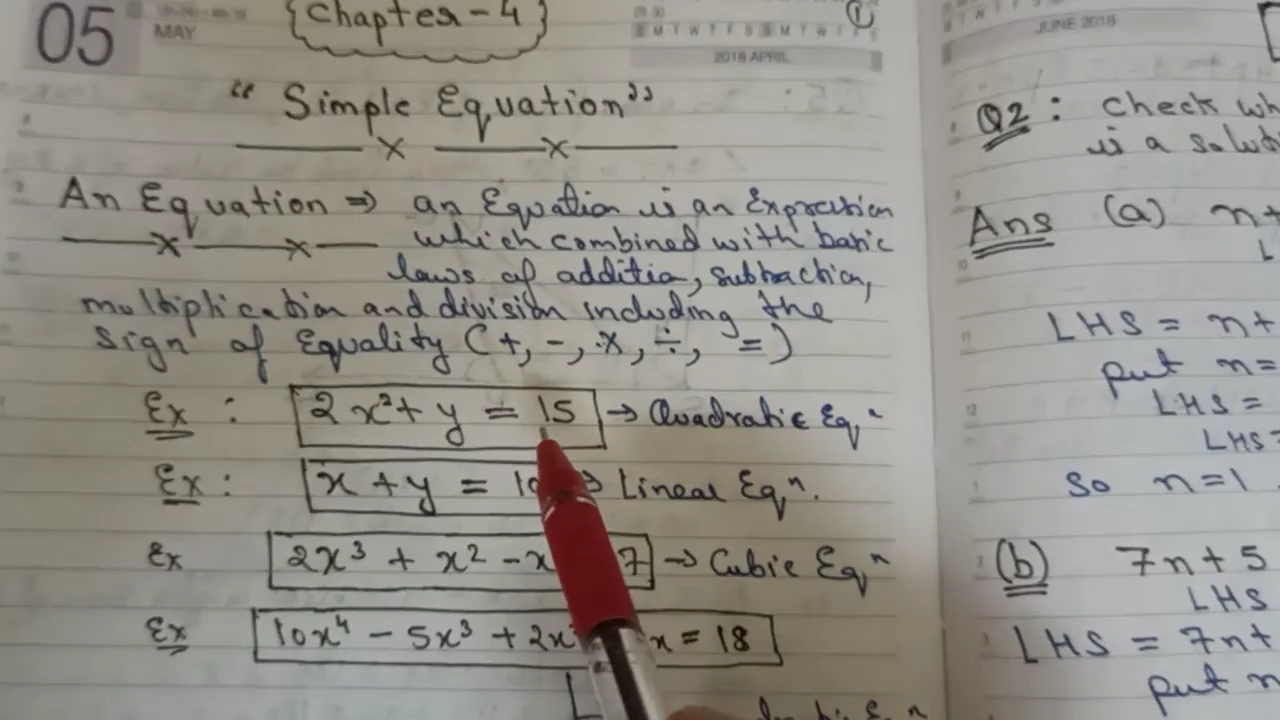 05
MAY
Chapter - 4
①
S M T W T F S S M T W T F S
2018 APRIL
"Simple Equation"
An Equation ⇒ an Equation is an Expression
which combined with basic
laws of addition, subtraction,
multiplication and division including the
Sign of Equality (+, -, ×, ÷, =)
Ex : 2x² + y = 15 → Quadratic Eqⁿ
Ex : x + y = 10 → Linear Eqⁿ.
Ex 2x³ + x² - x 7 → Cubic Eqⁿ
Ex 10x⁴ - 5x³ + 2x x = 18
JUNE 2018
Q2 : Check wh
is a solut
Ans (a) n+
L
LHS = n+
put n=
LHS =
LHS=
So n=1
(b) 7n + 5
LHS
LHS = 7n+
put n